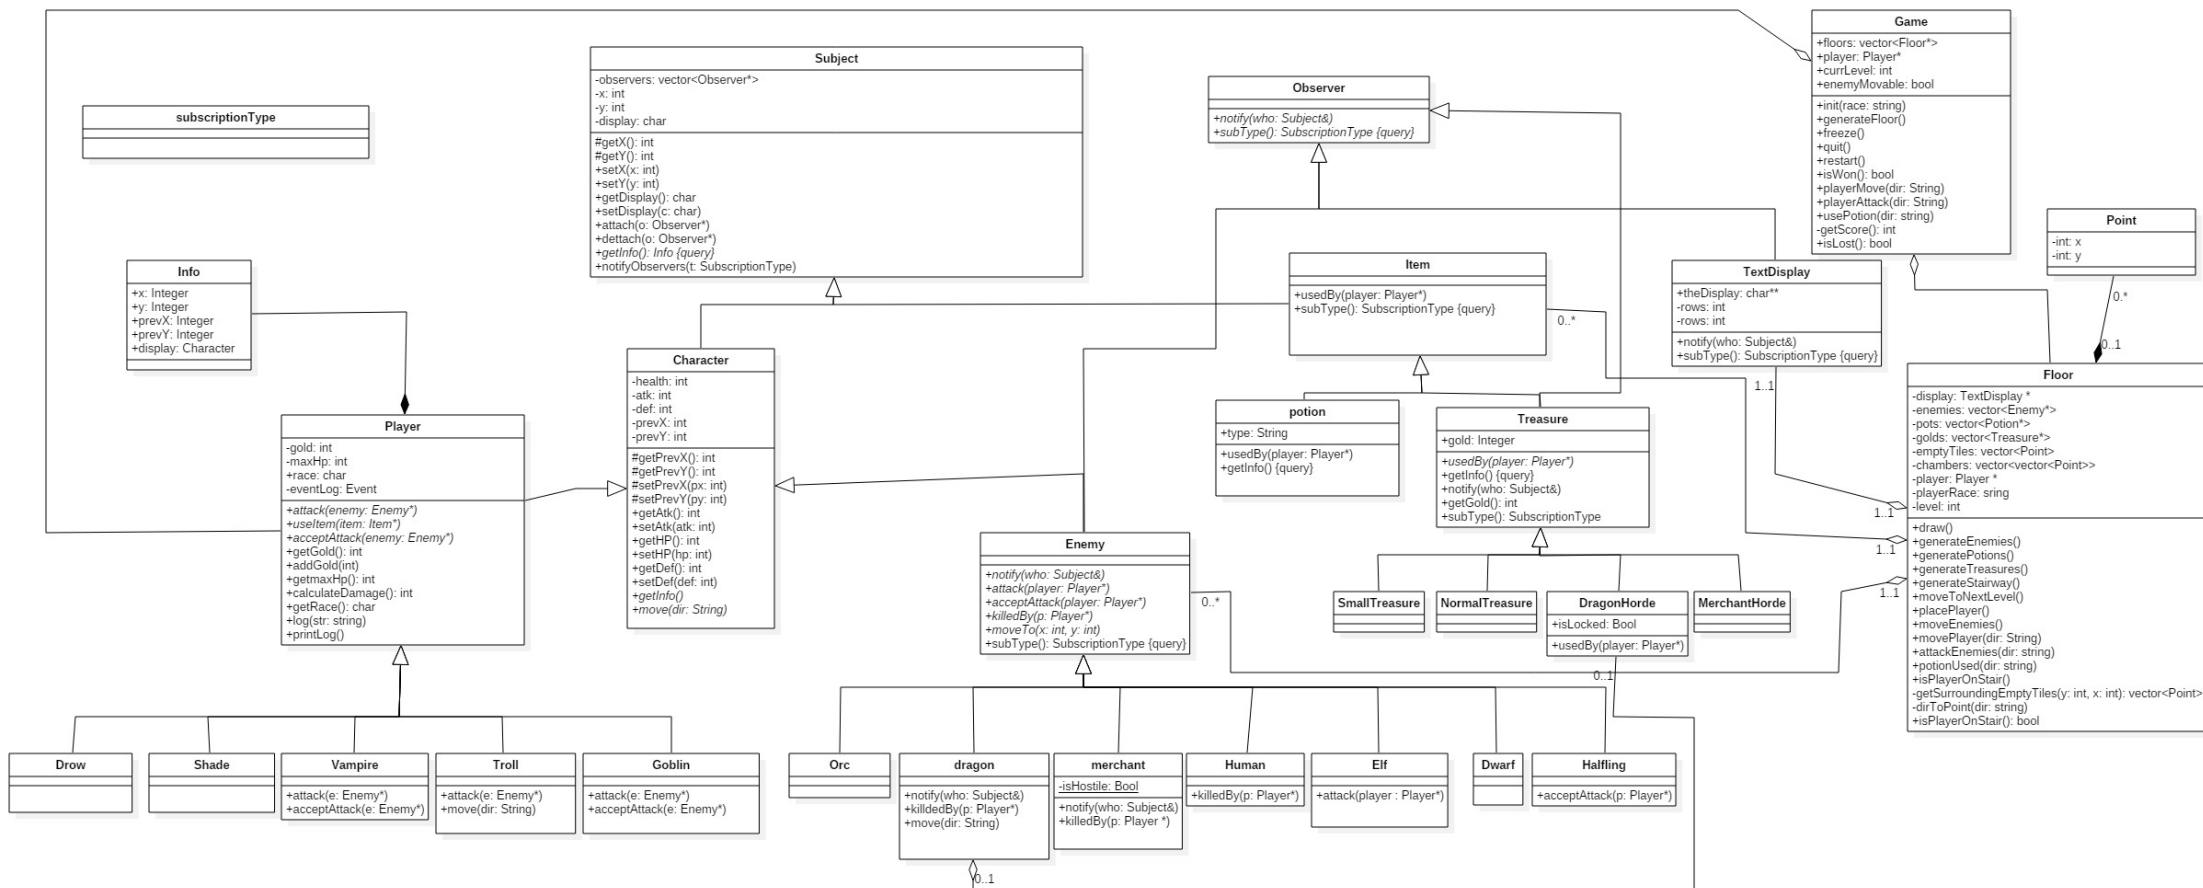 Game
+floors: vector<Floor*>
+player: Player*
+currLevel: int
+enemyMovable: bool
+init(race: string)
+generateFloor()
+freeze()
+quit()
+restart()
+isWon(): bool
+playerMove(dir: String)
+playerAttack(dir: String)
+usePotion(dir: string)
-getScore(): int
+isLost(): bool
Subject
-observers: vector<Observer*>
-x: int
-y: int
-display: char
#getX(): int
#getY(): int
+setX(x: int)
+setY(y: int)
+getDisplay(): char
+setDisplay(c: char)
+attach(o: Observer*)
+dettach(o: Observer*)
+getInfo(): Info {query}
+notifyObservers(t: SubscriptionType)
Observer
+notify(who: Subject&)
+subType(): SubscriptionType {query}
subscriptionType
Point
-int: x
-int: y
0.*
0..1
Info
+x: Integer
+y: Integer
+prevX: Integer
+prevY: Integer
+display: Character
Item
+usedBy(player: Player*)
+subType(): SubscriptionType {query}
0..*
TextDisplay
+theDisplay: char**
-rows: int
-rows: int
+notify(who: Subject&)
+subType(): SubscriptionType {query}
1..1
Character
-health: int
-atk: int
-def: int
-prevX: int
-prevY: int
#getPrevX(): int
#getPrevY(): int
#setPrevX(px: int)
#setPrevY(py: int)
+getAtk(): int
+setAtk(atk: int)
+getHP(): int
+setHP(hp: int)
+getDef(): int
+setDef(def: int)
+getInfo()
+move(dir: String)
Floor
-display: TextDisplay *
-enemies: vector<Enemy*>
-pots: vector<Potion*>
-golds: vector<Treasure*>
-emptyTiles: vector<Point>
-chambers: vector<vector<Point>>
-player: Player *
-playerRace: sring
-level: int
+draw()
+generateEnemies()
+generatePotions()
+generateTreasures()
+generateStairway()
+moveToNextLevel()
+placePlayer()
+moveEnemies()
+movePlayer(dir: String)
+attackEnemies(dir: string)
+potionUsed(dir: string)
+isPlayerOnStair()
-getSurroundingEmptyTiles(y: int, x: int): vector<Point>
-dirToPoint(dir: string)
+isPlayerOnStair(): bool
1..1
1..1
1..1
potion
+type: String
+usedBy(player: Player*)
+getInfo() {query}
Treasure
+gold: Integer
+usedBy(player: Player*)
+getInfo() {query}
+notify(who: Subject&)
+getGold(): int
+subType(): SubscriptionType
Player
-gold: int
-maxHp: int
+race: char
-eventLog: Event
+attack(enemy: Enemy*)
+useItem(item: Item*)
+acceptAttack(enemy: Enemy*)
+getGold(): int
+addGold(int)
+getmaxHp(): int
+calculateDamage(): int
+getRace(): char
+log(str: string)
+printLog()
Enemy
+notify(who: Subject&)
+attack(player: Player*)
+acceptAttack(player: Player*)
+killedBy(p: Player*)
+moveTo(x: int, y: int)
+subType(): SubscriptionType {query}
0..*
SmallTreasure
NormalTreasure
DragonHorde
+isLocked: Bool
+usedBy(player: Player*)
0..1
MerchantHorde
Drow
Shade
Vampire
+attack(e: Enemy*)
+acceptAttack(e: Enemy*)
Troll
+attack(e: Enemy*)
+move(dir: String)
Goblin
+attack(e: Enemy*)
+acceptAttack(e: Enemy*)
Orc
dragon
+notify(who: Subject&)
+killdedBy(p: Player*)
+move(dir: String)
0..1
merchant
-isHostile: Bool
+notify(who: Subject&)
+killedBy(p: Player *)
Human
+killedBy(p: Player*)
Elf
+attack(player : Player*)
Dwarf
Halfling
+acceptAttack(p: Player*)